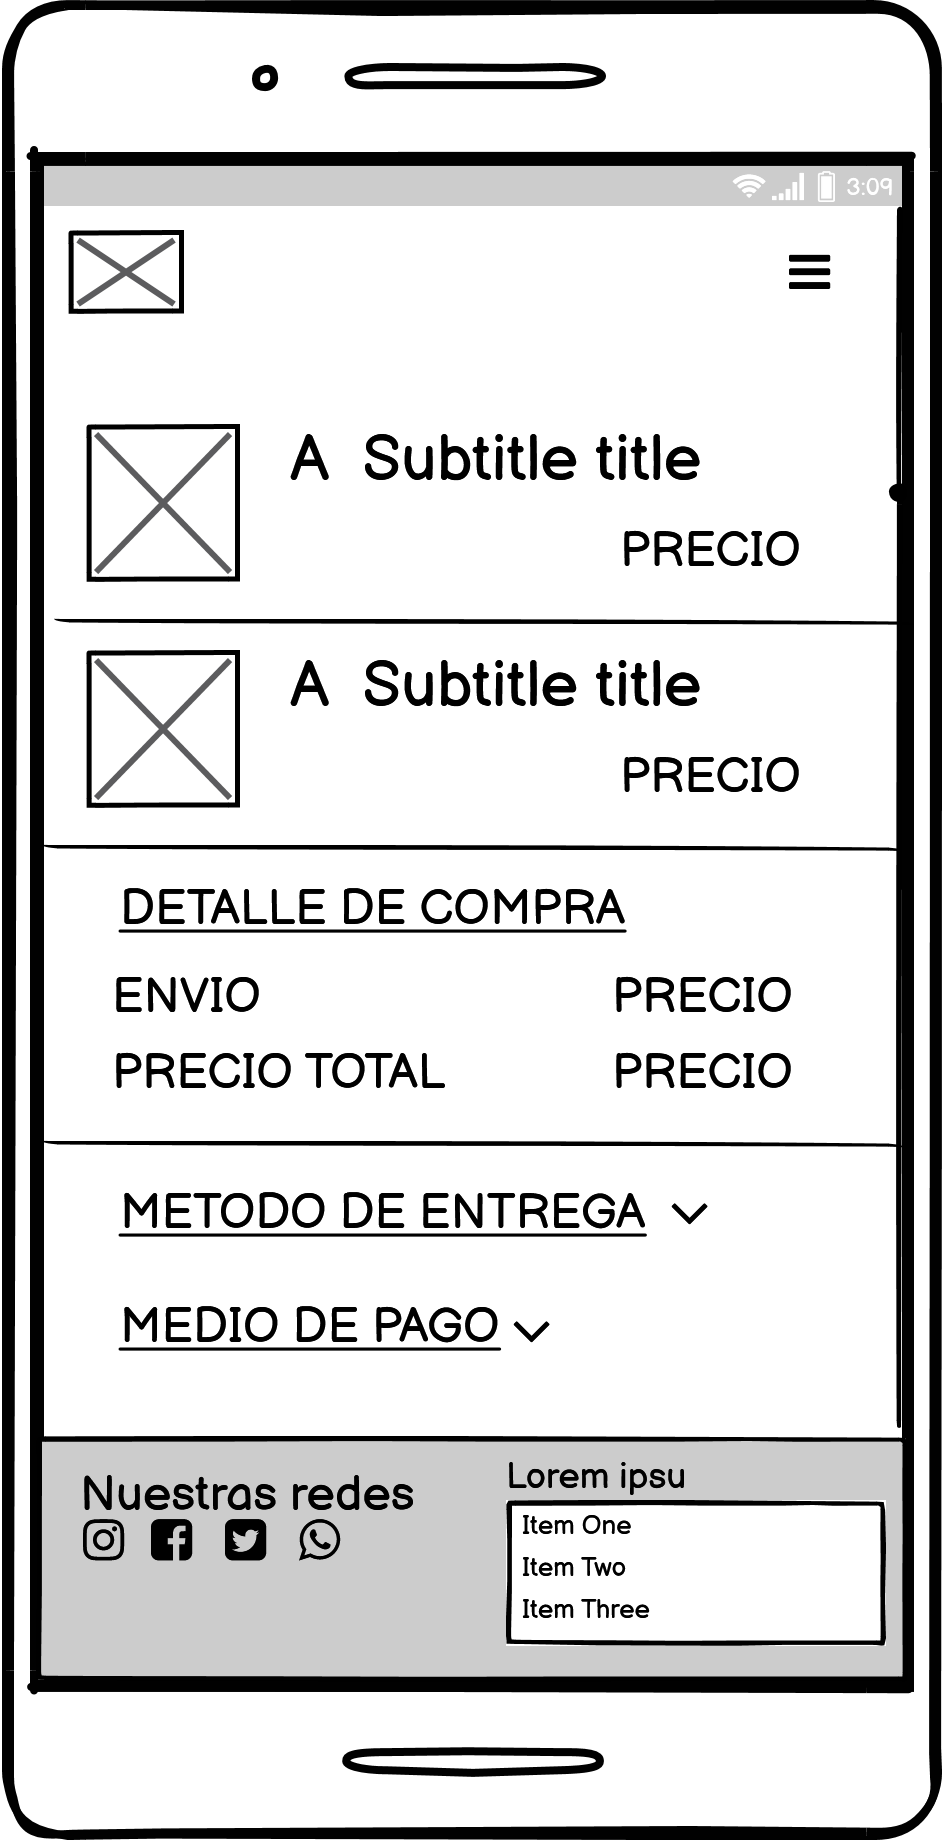 3:09
A Subtitle title
PRECIO
A Subtitle title
PRECIO
DETALLE DE COMPRA
ENVIO PRECIO
PRECIO TOTAL PRECIO
METODO DE ENTREGA
MEDIO DE PAGO
Nuestras redes
Lorem ipsu
Item One
Item Two
Item Three